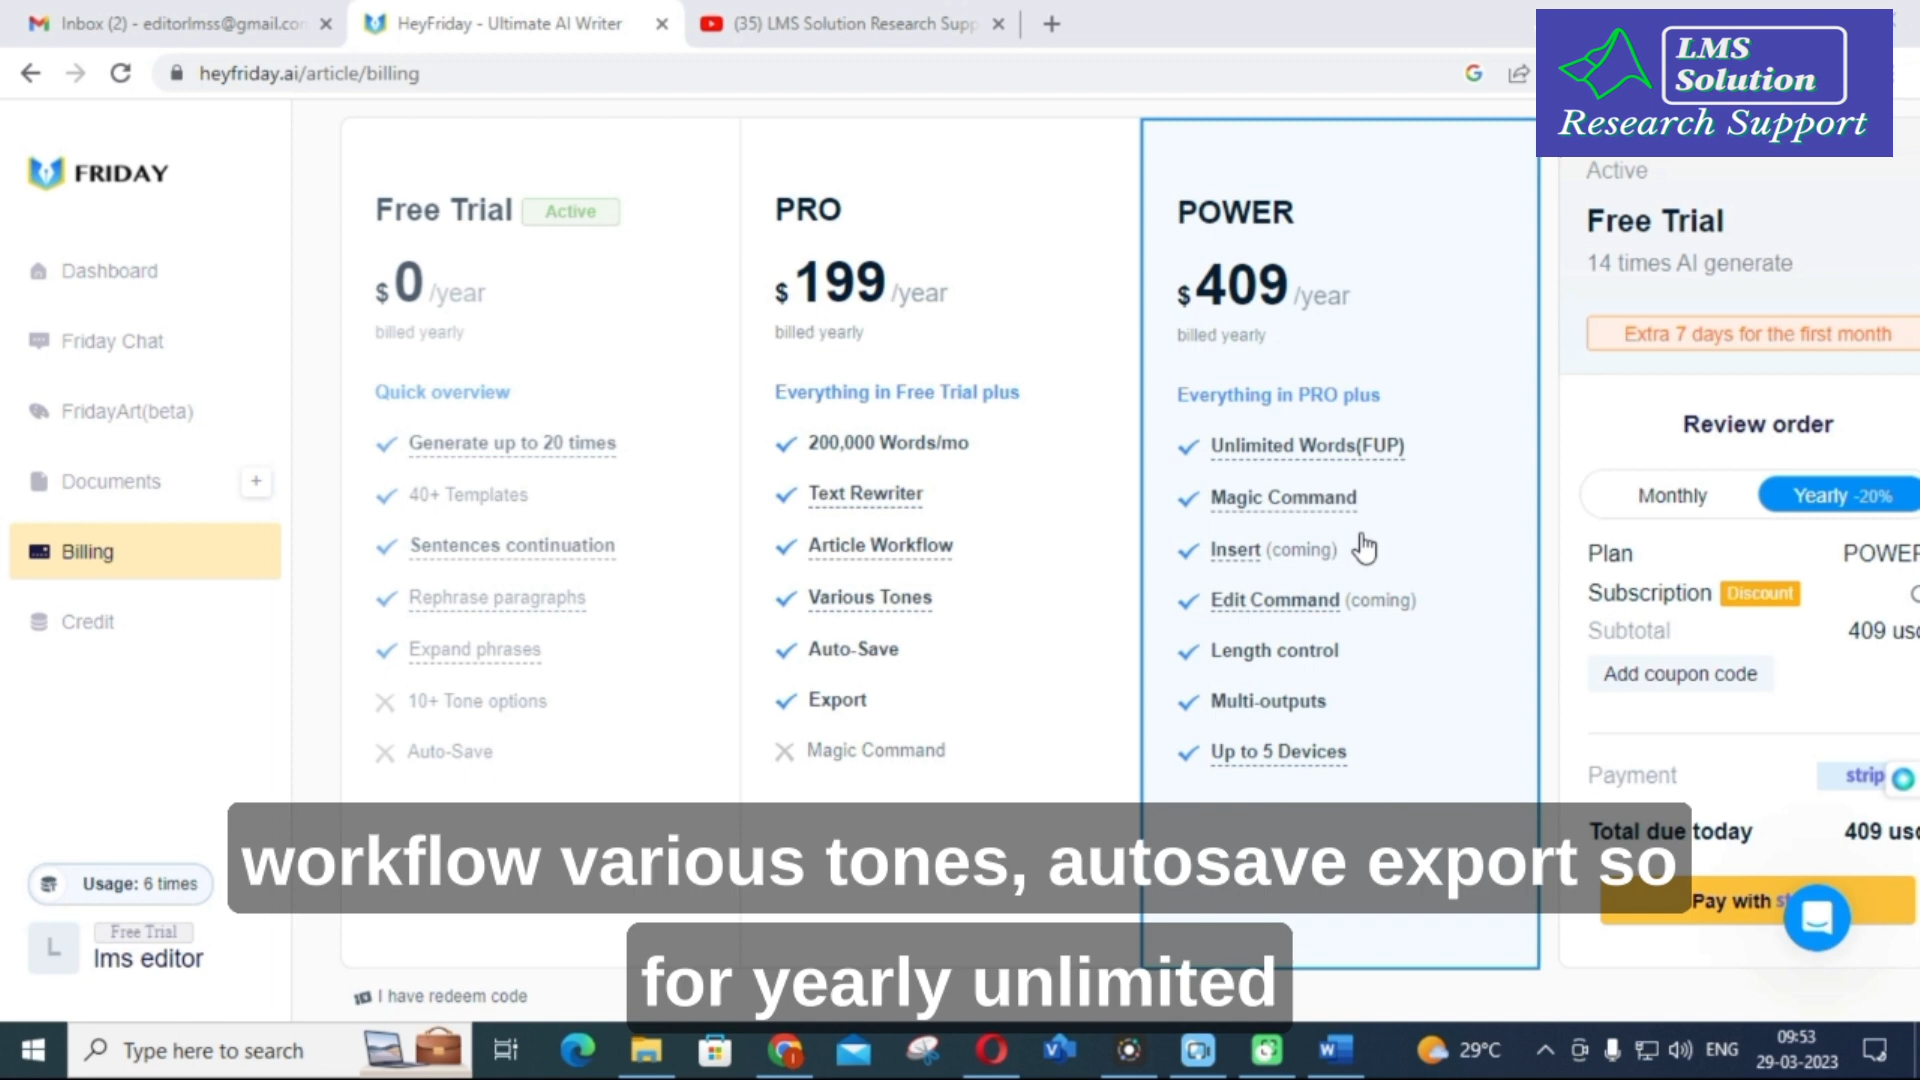 Inbox (2) - editorlmss@gmail.con
HeyFriday - Ultimate AI Writer
(35) LMS Solution Research Supp
heyfriday.ai/article/billing
LMS
Solution
Research Support
FRIDAY
Dashboard
Friday Chat
FridayArt(beta)
Documents
+
Billing
Credit
Usage: 6 times
L
Free Trial
lms editor
Free Trial Active
$0/year
billed yearly
Quick overview
Generate up to 20 times
40+ Templates
Sentences continuation
Rephrase paragraphs
Expand phrases
10+ Tone options
Auto-Save
PRO
$199/year
billed yearly
Everything in Free Trial plus
200,000 Words/mo
Text Rewriter
Article Workflow
Various Tones
Auto-Save
Export
Magic Command
POWER
$409/year
billed yearly
Everything in PRO plus
Unlimited Words(FUP)
Magic Command
Insert (coming)
Edit Command (coming)
Length control
Multi-outputs
Up to 5 Devices
Active
Free Trial
14 times AI generate
Extra 7 days for the first month
Review order
Monthly
Yearly -20%
Plan POWER
Subscription Discount
Subtotal 409 usd
Add coupon code
Payment strip
Total due today 409 usd
Pay with st
I have redeem code
workflow various tones, autosave export so
for yearly unlimited
Type here to search
29°C
ENG
09:53
29-03-2023